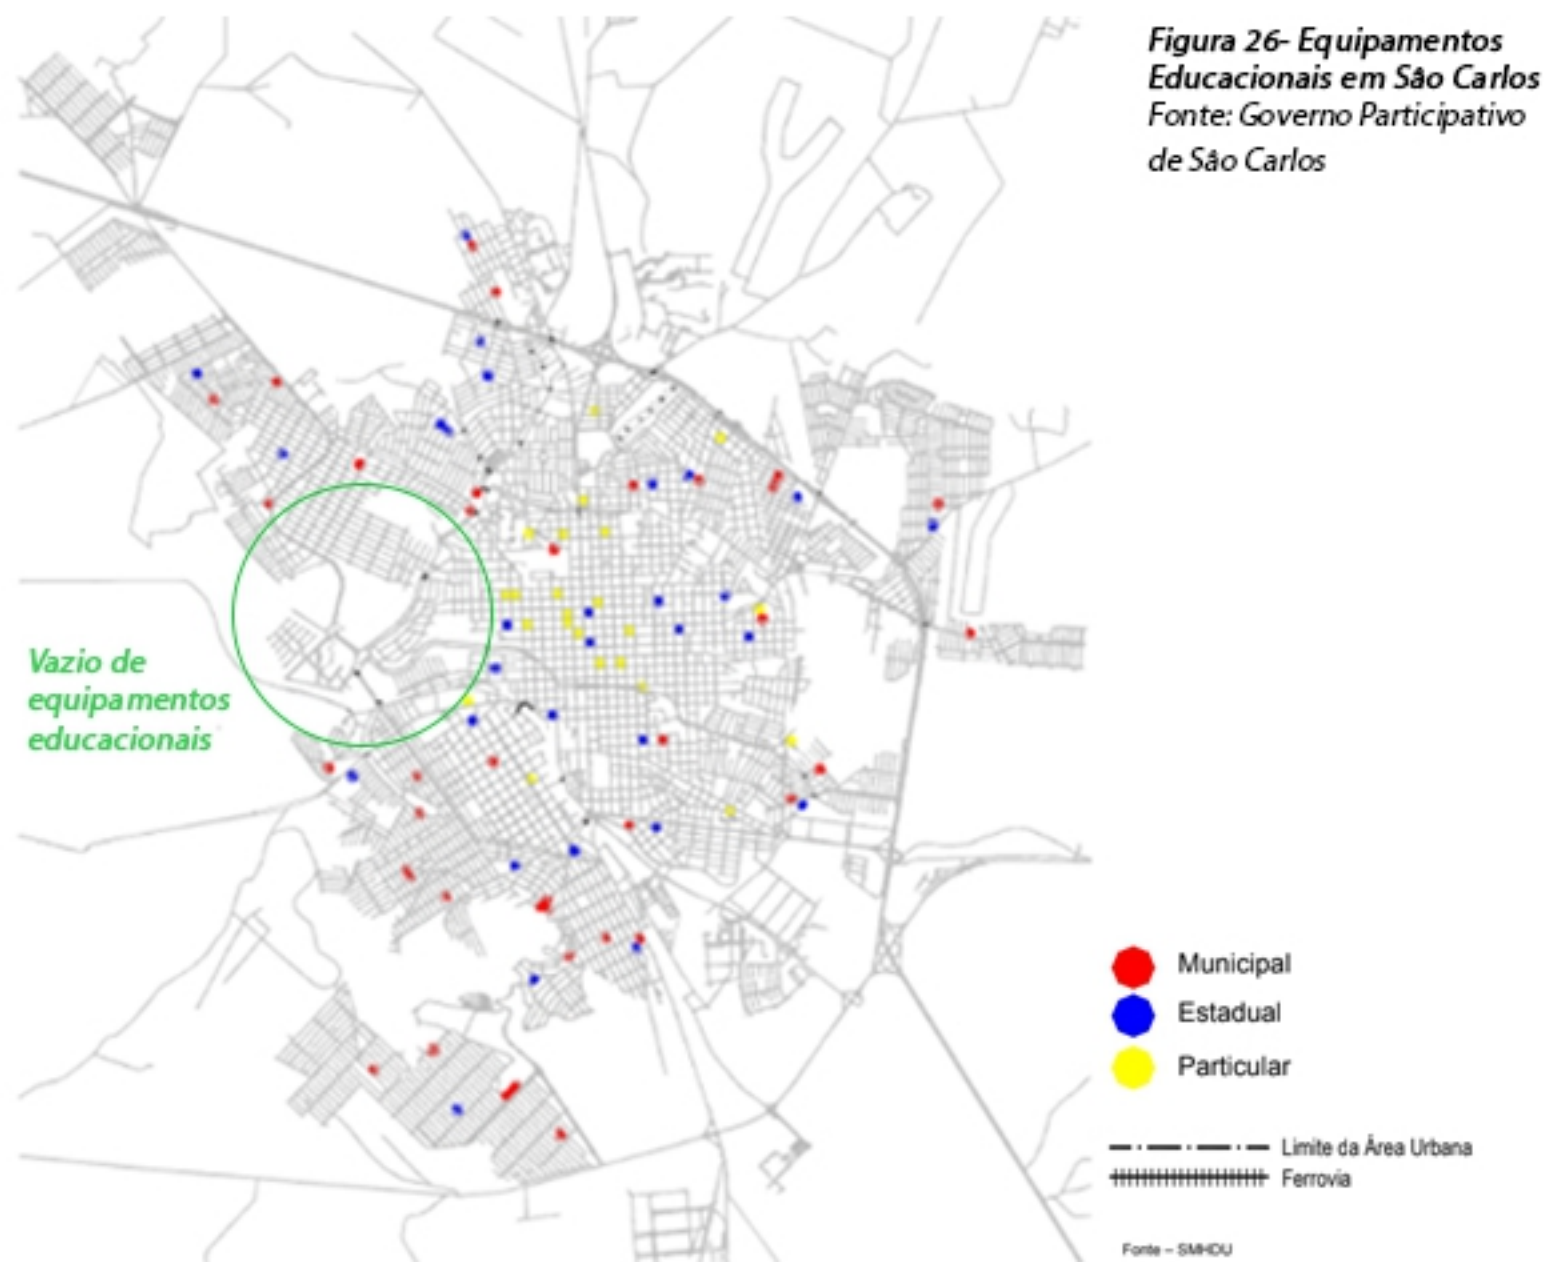 Figura 26- Equipamentos
Educacionais em São Carlos
Fonte: Governo Participativo
de São Carlos
Vazio de
equipamentos
educacionais
Municipal
Estadual
Particular
Limite da Área Urbana
Ferrovia
Fonte – SMHDU